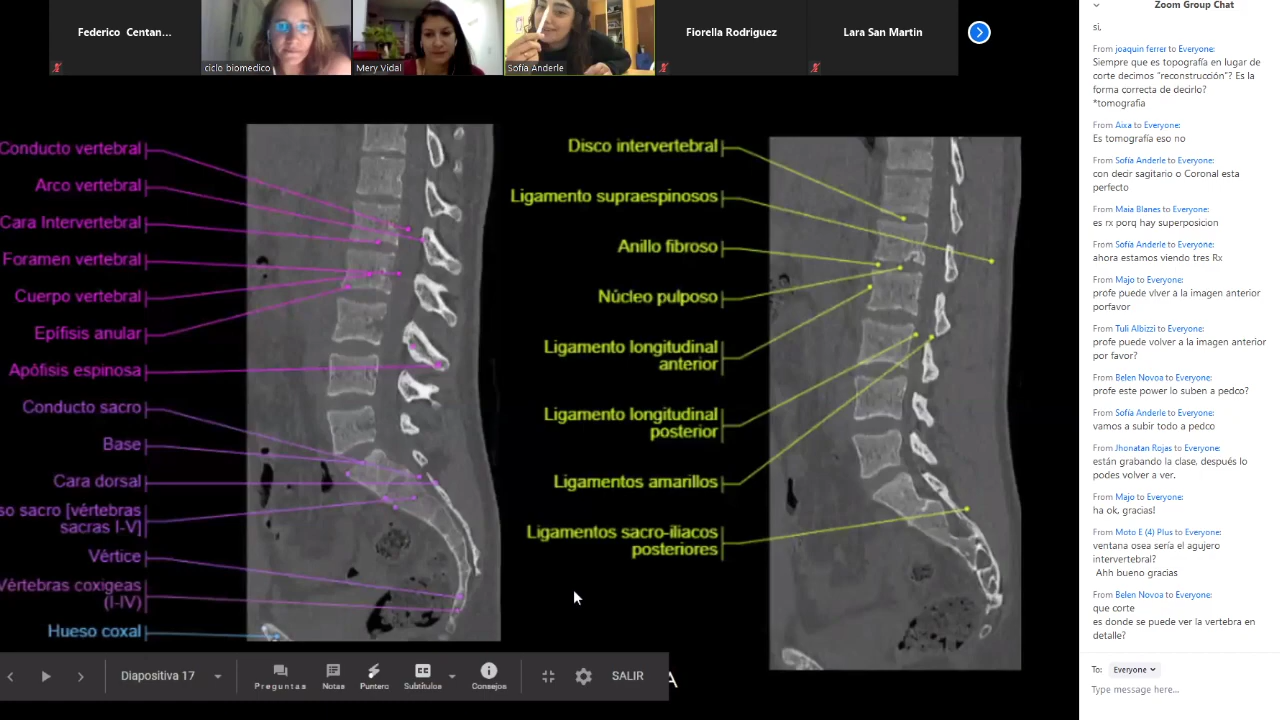 Federico Centan...
ciclo biomedico
Mery Vidal
Sofía Anderle
Fiorella Rodriguez
Lara San Martin
Conducto vertebral
Arco vertebral
Cara Intervertebral
Foramen vertebral
Cuerpo vertebral
Epífisis anular
Apófisis espinosa
Conducto sacro
Base
Cara dorsal
so sacro [vértebras
sacras I-V]
Vértice
Vértebras coxígeas
(I-IV)
Hueso coxal
Disco intervertebral
Ligamento supraespinosos
Anillo fibroso
Núcleo pulposo
Ligamento longitudinal
anterior
Ligamento longitudinal
posterior
Ligamentos amarillos
Ligamentos sacro-ilíacos
posteriores
A
Diapositiva 17
Preguntas
Notas
Puntero
Subtítulos
Consejos
SALIR
Zoom Group Chat
si,
From joaquin ferrer to Everyone:
Siempre que es topografía en lugar de
corte decimos "reconstrucción"? Es la
forma correcta de decirlo?
*tomografia
From Aixa to Everyone:
Es tomografía eso no
From Sofía Anderle to Everyone:
con decir sagitario o Coronal esta
perfecto
From Maia Blanes to Everyone:
es rx porq hay superposicion
From Sofía Anderle to Everyone:
ahora estamos viendo tres Rx
From Majo to Everyone:
profe puede vlver a la imagen anterior
porfavor
From Tuli Albizzi to Everyone:
profe puede volver a la imagen anterior
por favor?
From Belen Novoa to Everyone:
profe este power lo suben a pedco?
From Sofía Anderle to Everyone:
vamos a subir todo a pedco
From Jhonatan Rojas to Everyone:
están grabando la clase, después lo
podes volver a ver.
From Majo to Everyone:
ha ok, gracias!
From Moto E (4) Plus to Everyone:
ventana osea sería el agujero
intervertebral?
Ahh bueno gracias
From Belen Novoa to Everyone:
que corte
es donde se puede ver la vertebra en
detalle?
To: Everyone
Type message here...